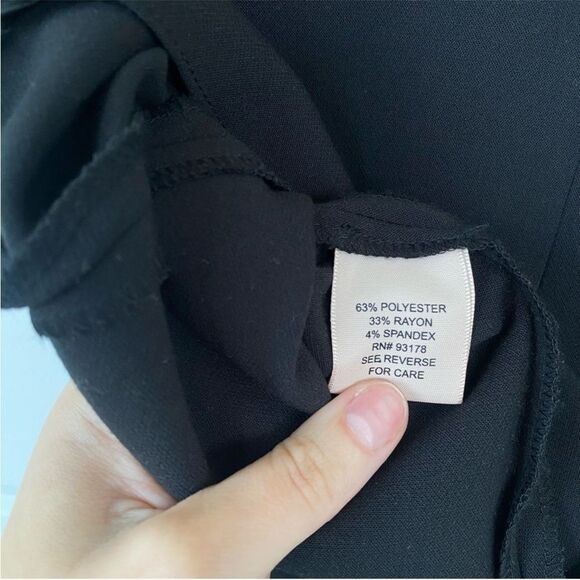 63% POLYESTER
33% RAYON
4% SPANDEX
RN# 93178
SEE REVERSE
FOR CARE